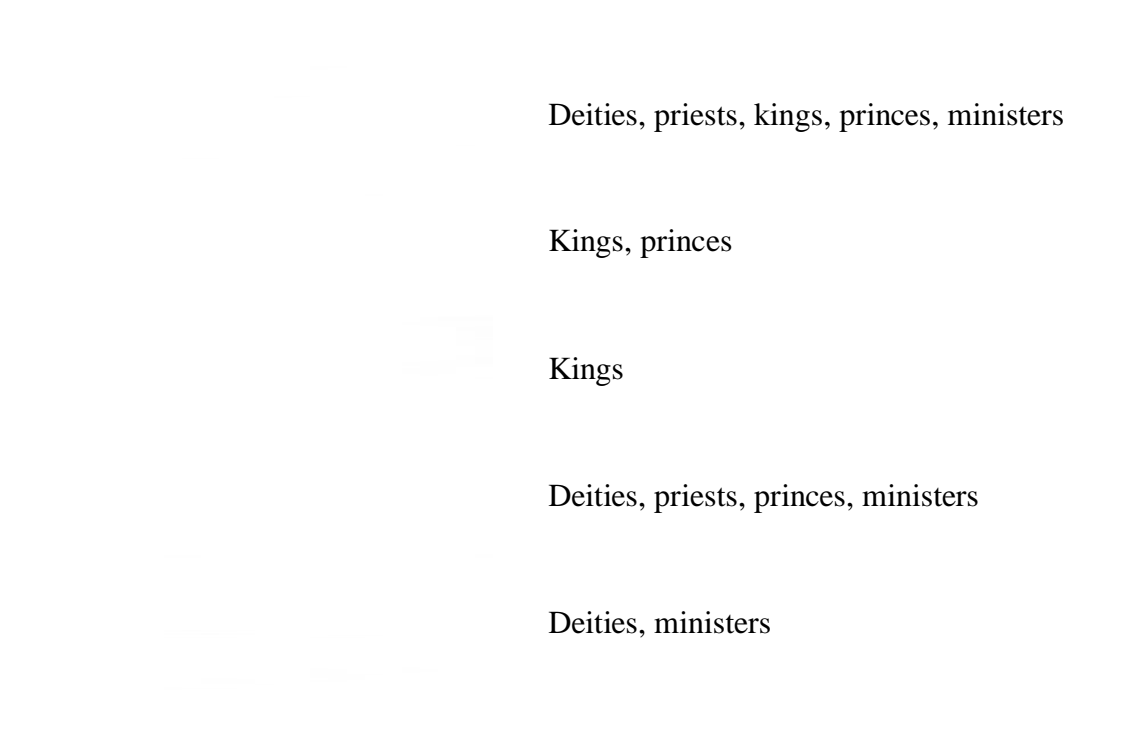 Deities, priests, kings, princes, ministers
Kings, princes
Kings
Deities, priests, princes, ministers
Deities, ministers